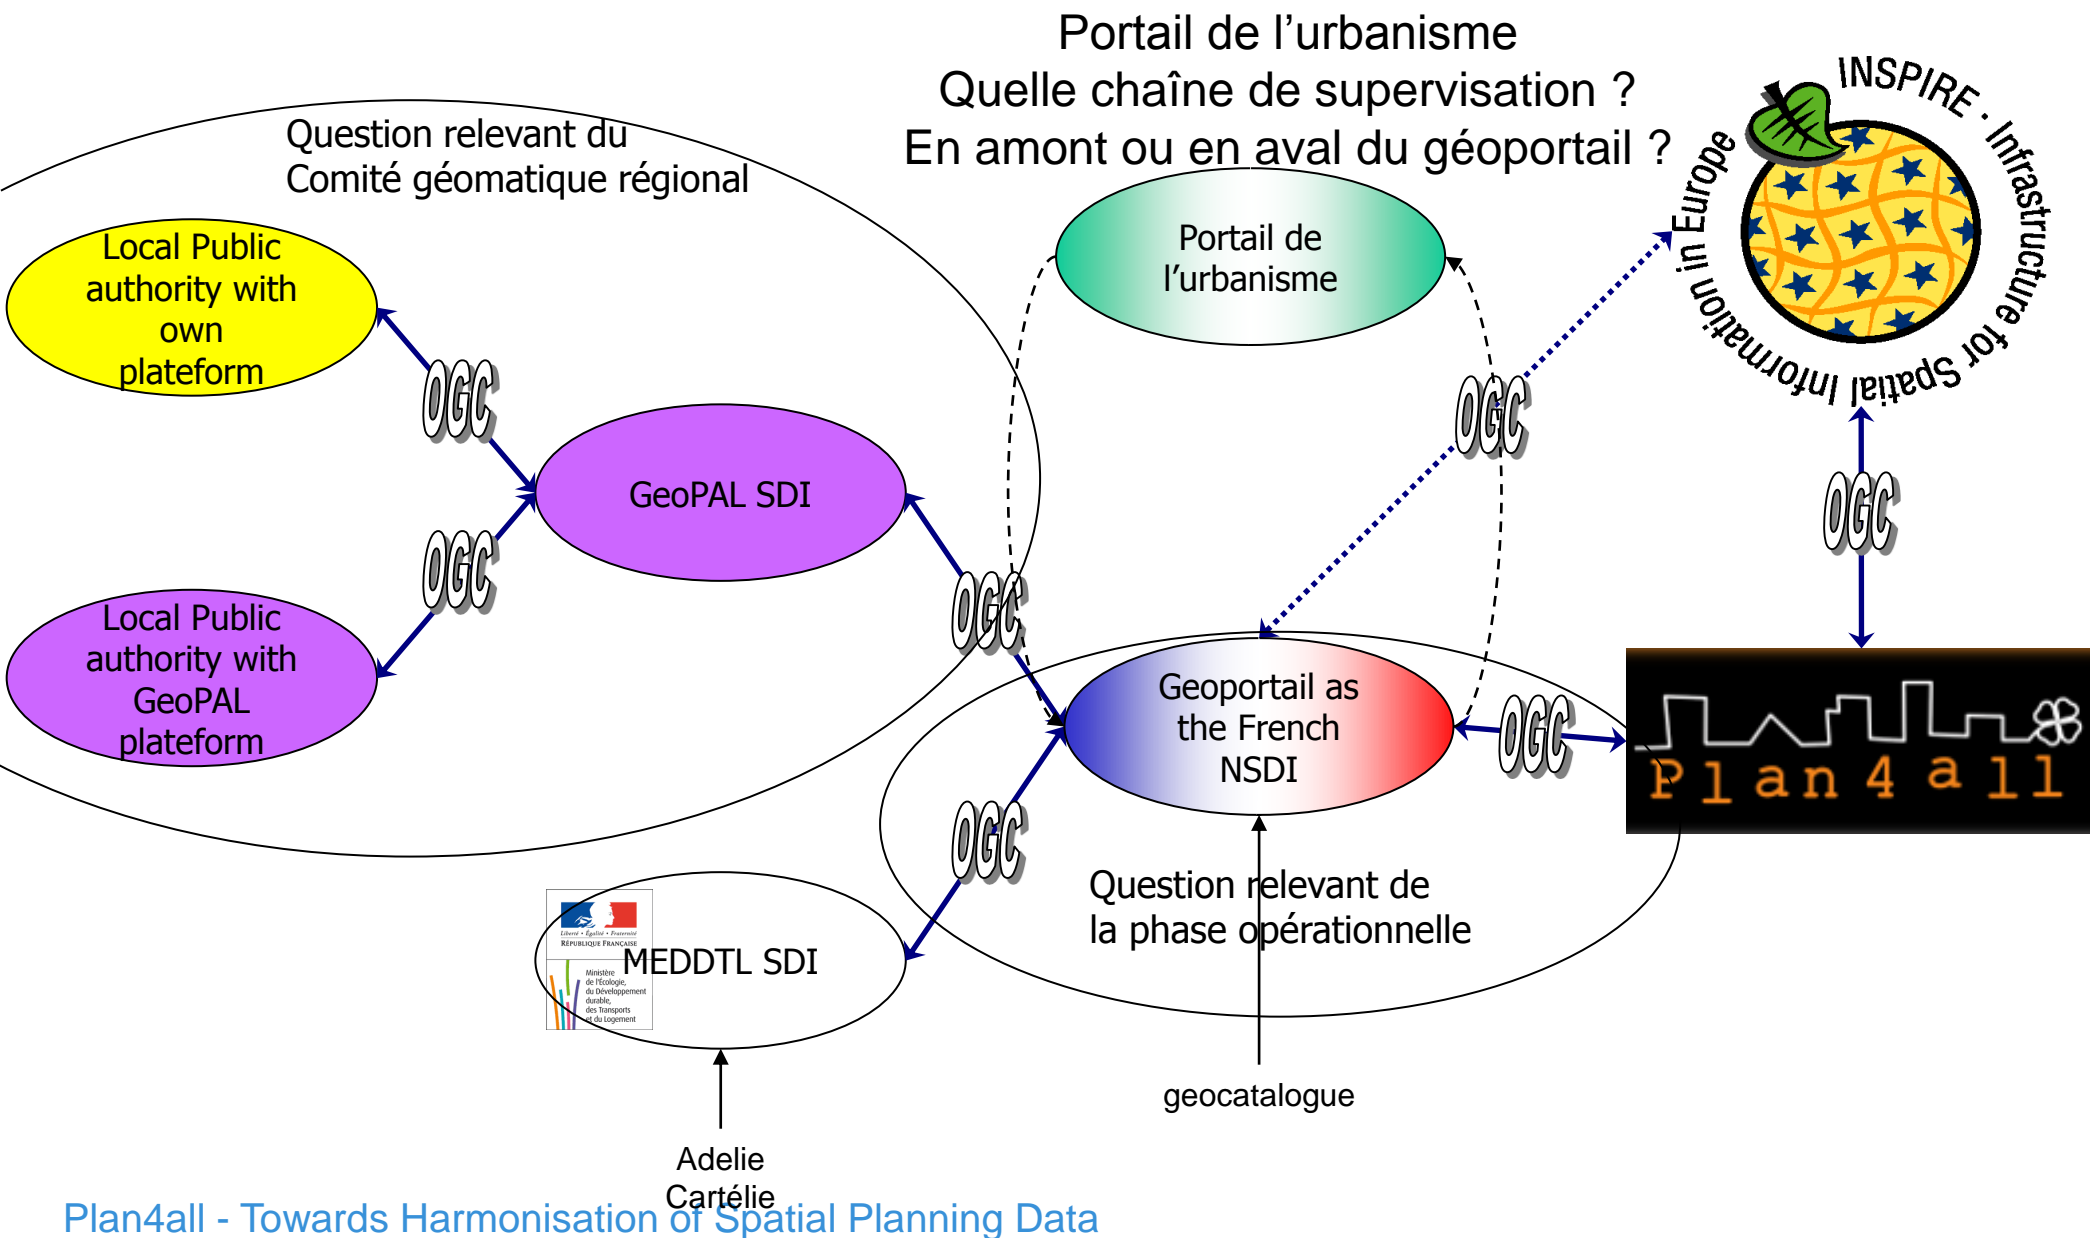 Portail de l’urbanisme
Quelle chaîne de supervisation ?
En amont ou en aval du géoportail ?
Question relevant du
Comité géomatique régional
INSPIRE · Infrastructure for Spatial Information in Europe
Local Public
authority with
own
plateform
Portail de
l’urbanisme
OGC
OGC
OGC
GeoPAL SDI
OGC
OGC
Local Public
authority with
GeoPAL
plateform
Geoportail as
the French
NSDI
OGC
Plan4all
OGC
Question relevant de
la phase opérationnelle
Liberté • Égalité • Fraternité
RÉPUBLIQUE FRANÇAISE
MEDDTL SDI
Ministère
de l'Écologie,
du Développement
durable,
des Transports
et du Logement
geocatalogue
Adelie
Cartélie
Plan4all - Towards Harmonisation of Spatial Planning Data